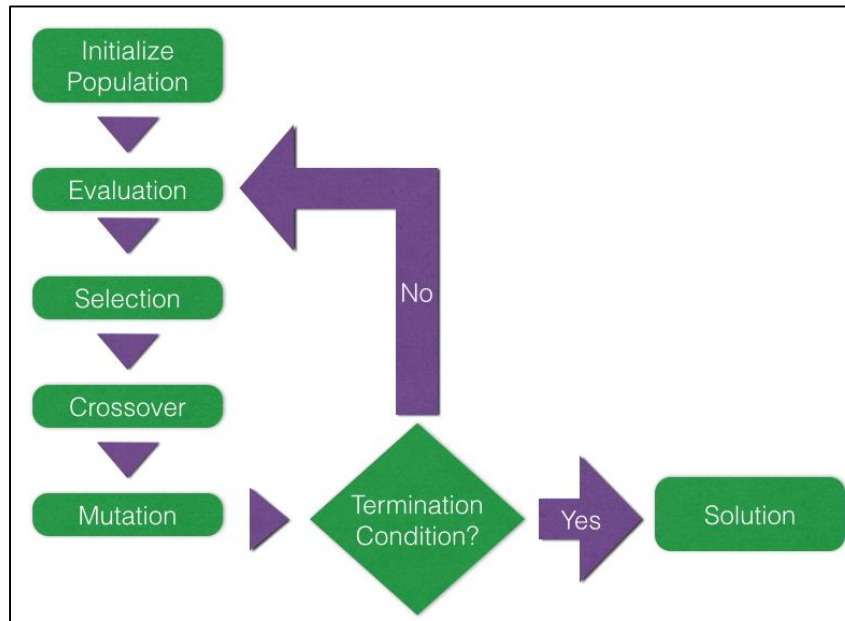 Initialize
Population
Evaluation
Selection
Crossover
Mutation
No
Termination
Condition?
Yes
Solution